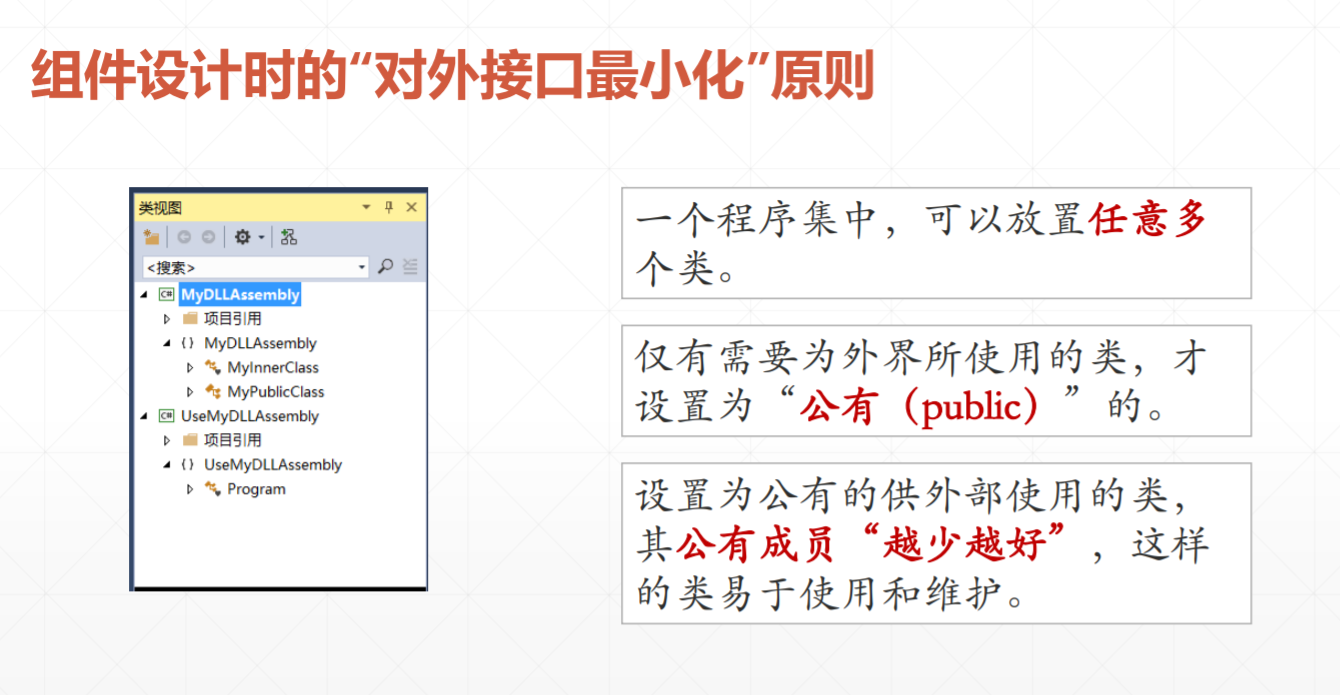 组件设计时的“对外接口最小化”原则
类视图
<搜索>
C# MyDLLAssembly
项目引用
{} MyDLLAssembly
MyInnerClass
MyPublicClass
C# UseMyDLLAssembly
项目引用
{} UseMyDLLAssembly
Program
一个程序集中，可以放置任意多
个类。
仅有需要为外界所使用的类，才
设置为“公有（public）”的。
设置为公有的供外部使用的类，
其公有成员“越少越好”，这样
的类易于使用和维护。